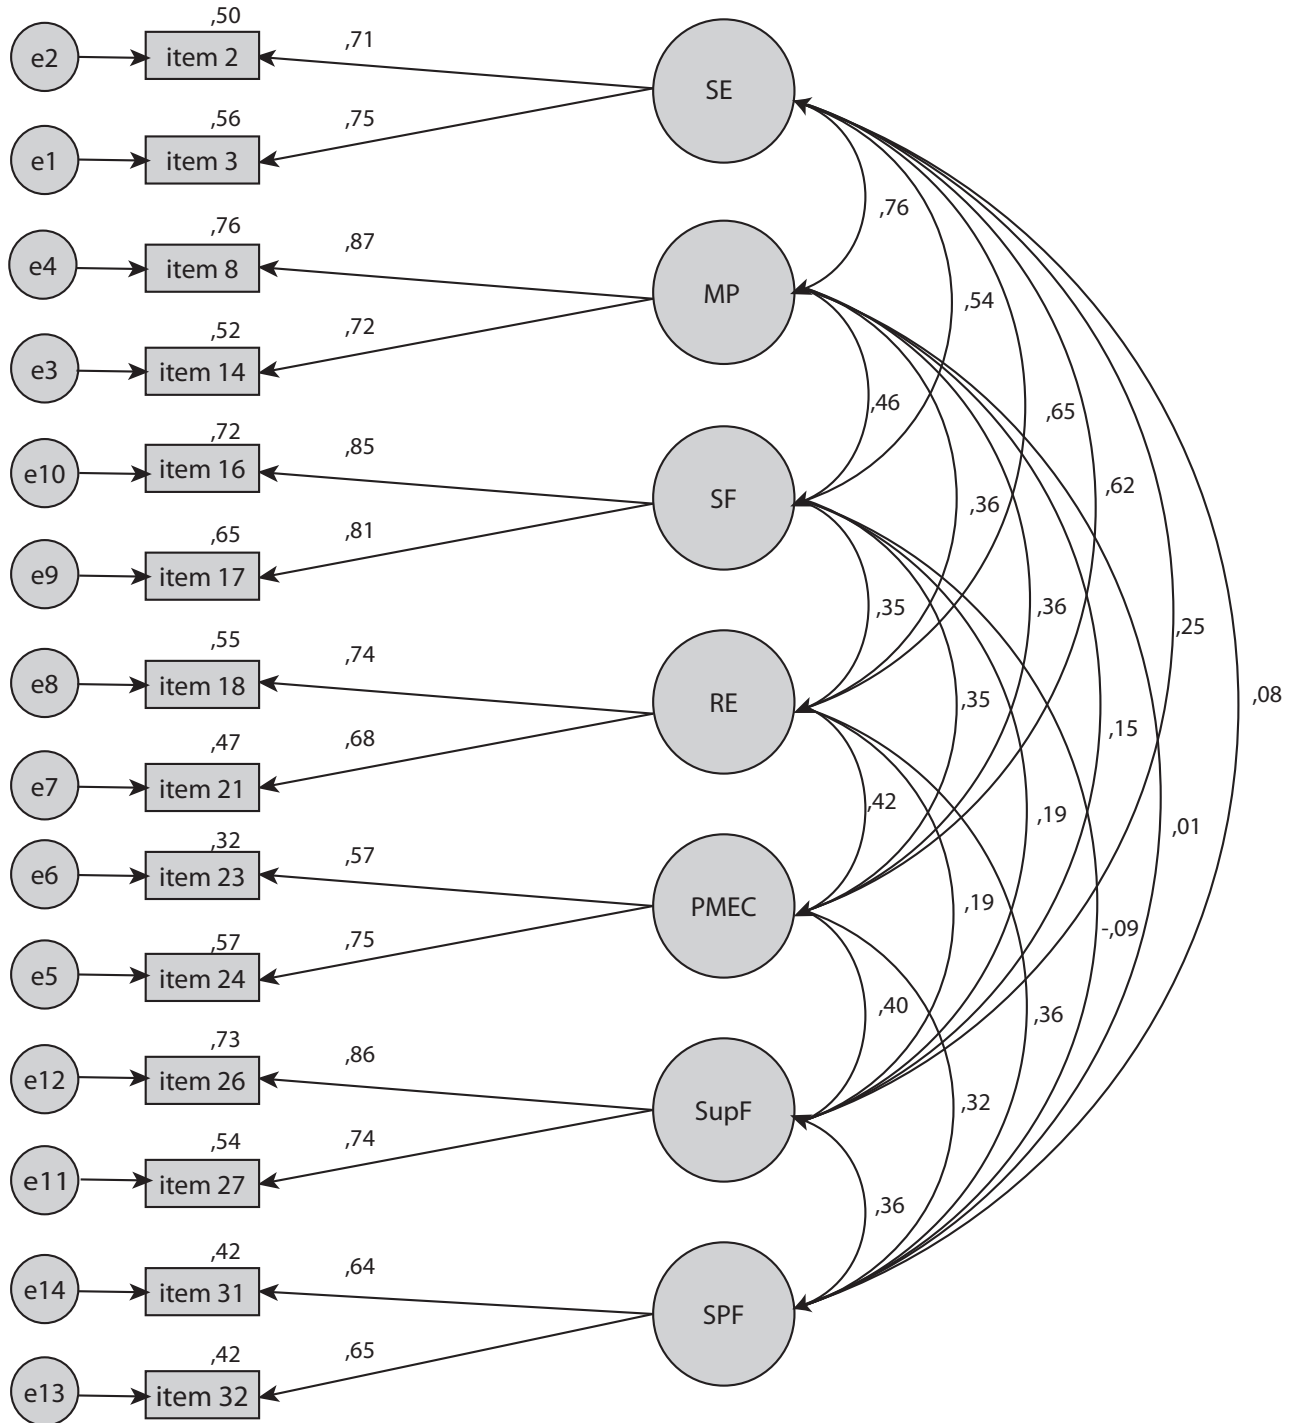 ,50
e2 item 2 ,71 SE
,56
e1 item 3 ,75
,76
,76
e4 item 8 ,87 MP
,54
,52
e3 item 14 ,72
,46
,65
,72
e10 item 16 ,85 SF
,62
,36
,65
e9 item 17 ,81
,35
,36
,25
,55
e8 item 18 ,74 RE
,35
,08
,15
,47
e7 item 21 ,68
,42
,19
,01
,32
e6 item 23 ,57 PMEC
,19
-,09
,57
e5 item 24 ,75
,40
,36
,73
e12 item 26 ,86 SupF
,32
,54
e11 item 27 ,74
,36
,42
e14 item 31 ,64 SPF
,42
e13 item 32 ,65